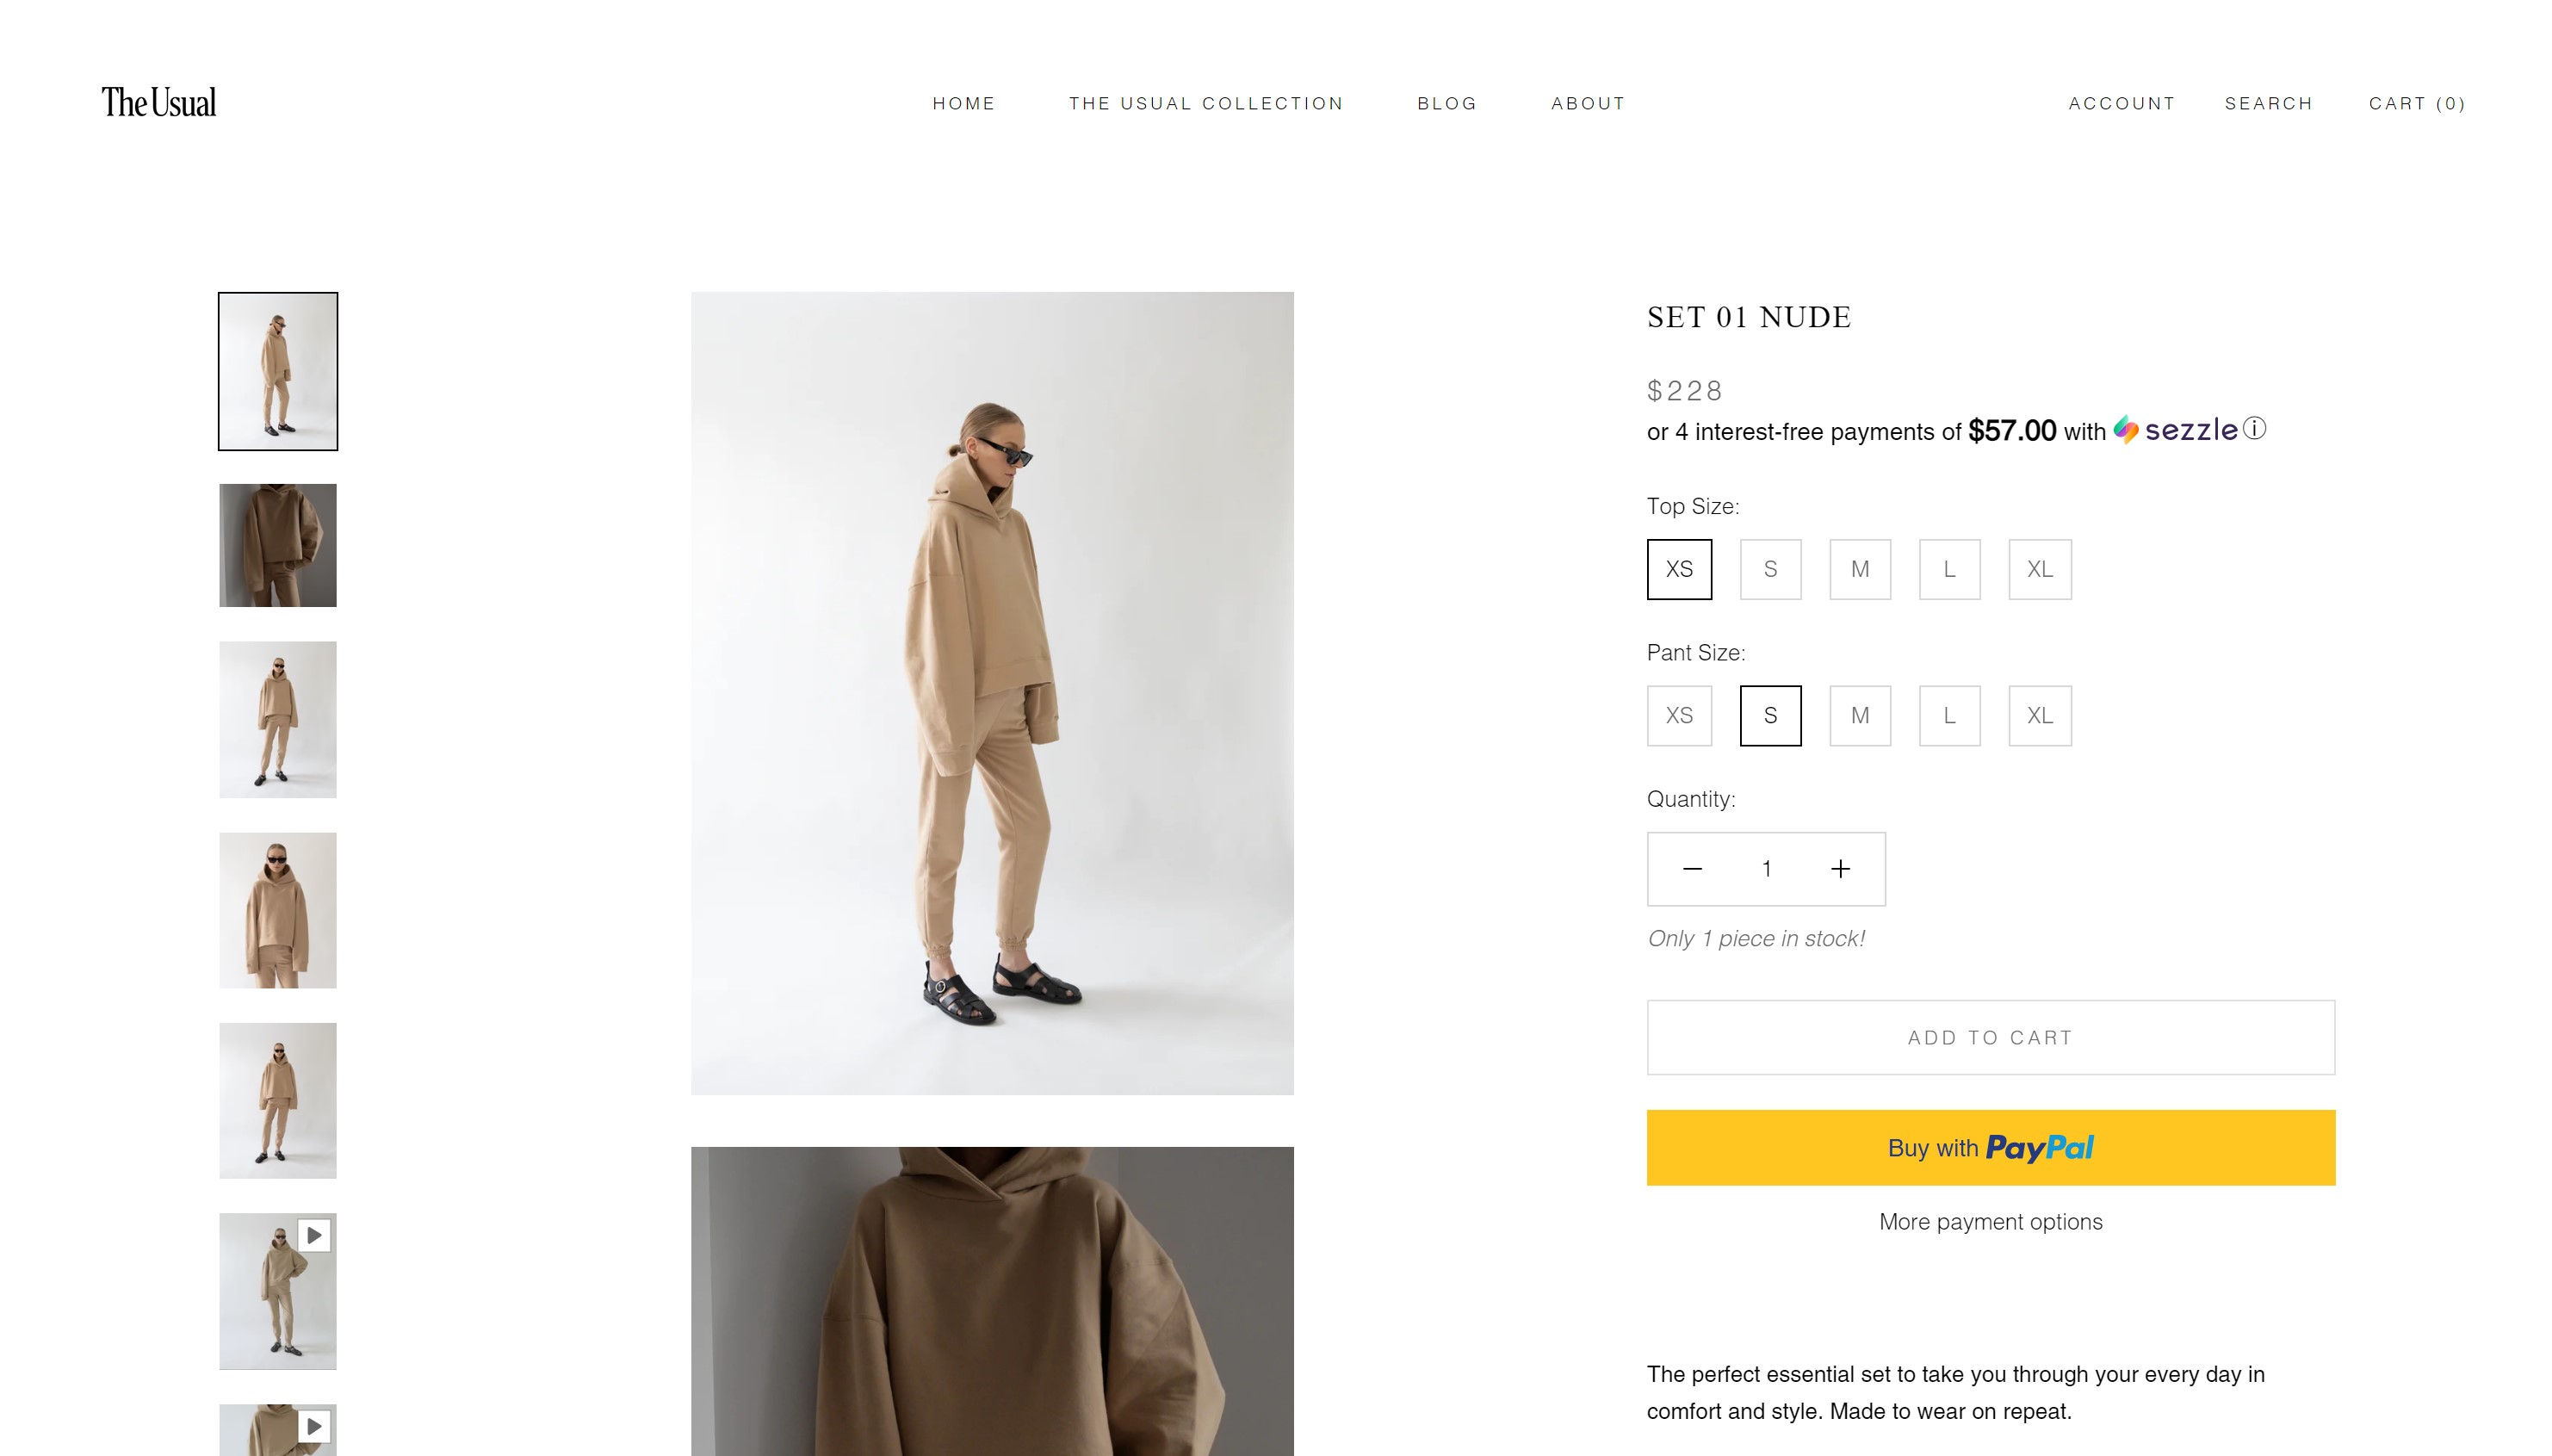 The Usual
HOME
THE USUAL COLLECTION
BLOG
ABOUT
ACCOUNT
SEARCH
CART (0)
SET 01 NUDE
$228
or 4 interest-free payments of $57.00 with sezzle ⓘ
Top Size:
XS
S
M
L
XL
Pant Size:
XS
S
M
L
XL
Quantity:
1
Only 1 piece in stock!
ADD TO CART
Buy with PayPal
More payment options
The perfect essential set to take you through your every day in
comfort and style. Made to wear on repeat.